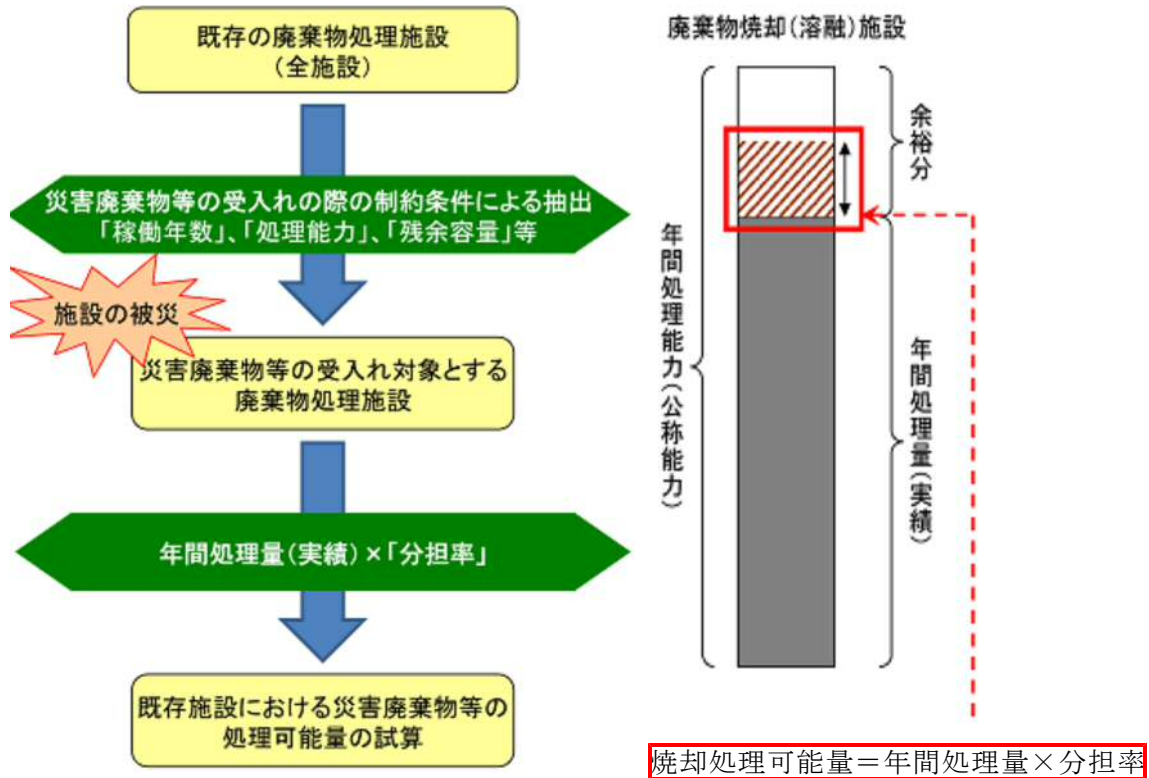 既存の廃棄物処理施設
(全施設)
災害廃棄物等の受入れの際の制約条件による抽出
「稼働年数」、「処理能力」、「残余容量」等
施設の被災
災害廃棄物等の受入れ対象とする
廃棄物処理施設
年間処理量(実績)×「分担率」
既存施設における災害廃棄物等の
処理可能量の試算
廃棄物焼却(溶融)施設
年間処理能力(公称能力)
余裕分
年間処理量(実績)
焼却処理可能量＝年間処理量×分担率